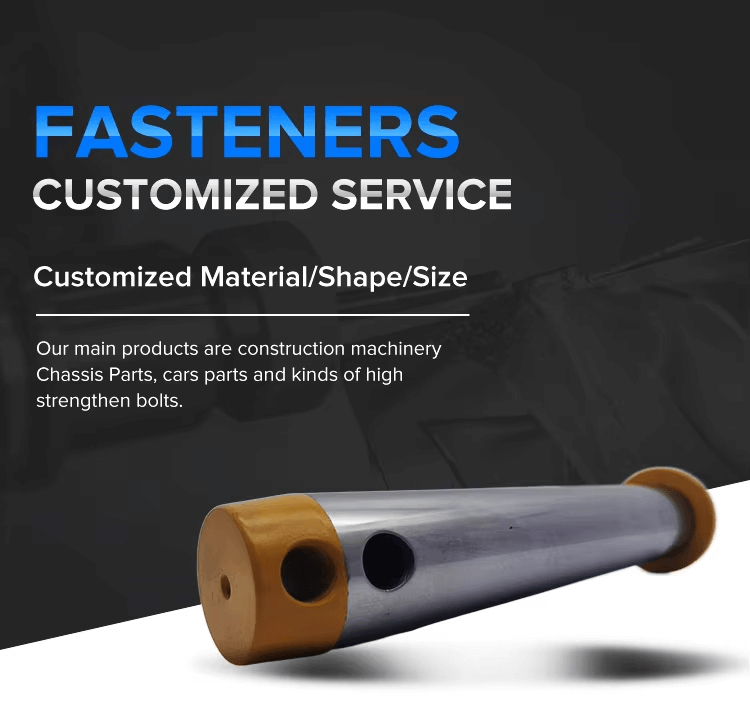 FASTENERS
CUSTOMIZED SERVICE
Customized Material/Shape/Size
Our main products are construction machinery
Chassis Parts, cars parts and kinds of high
strengthen bolts.